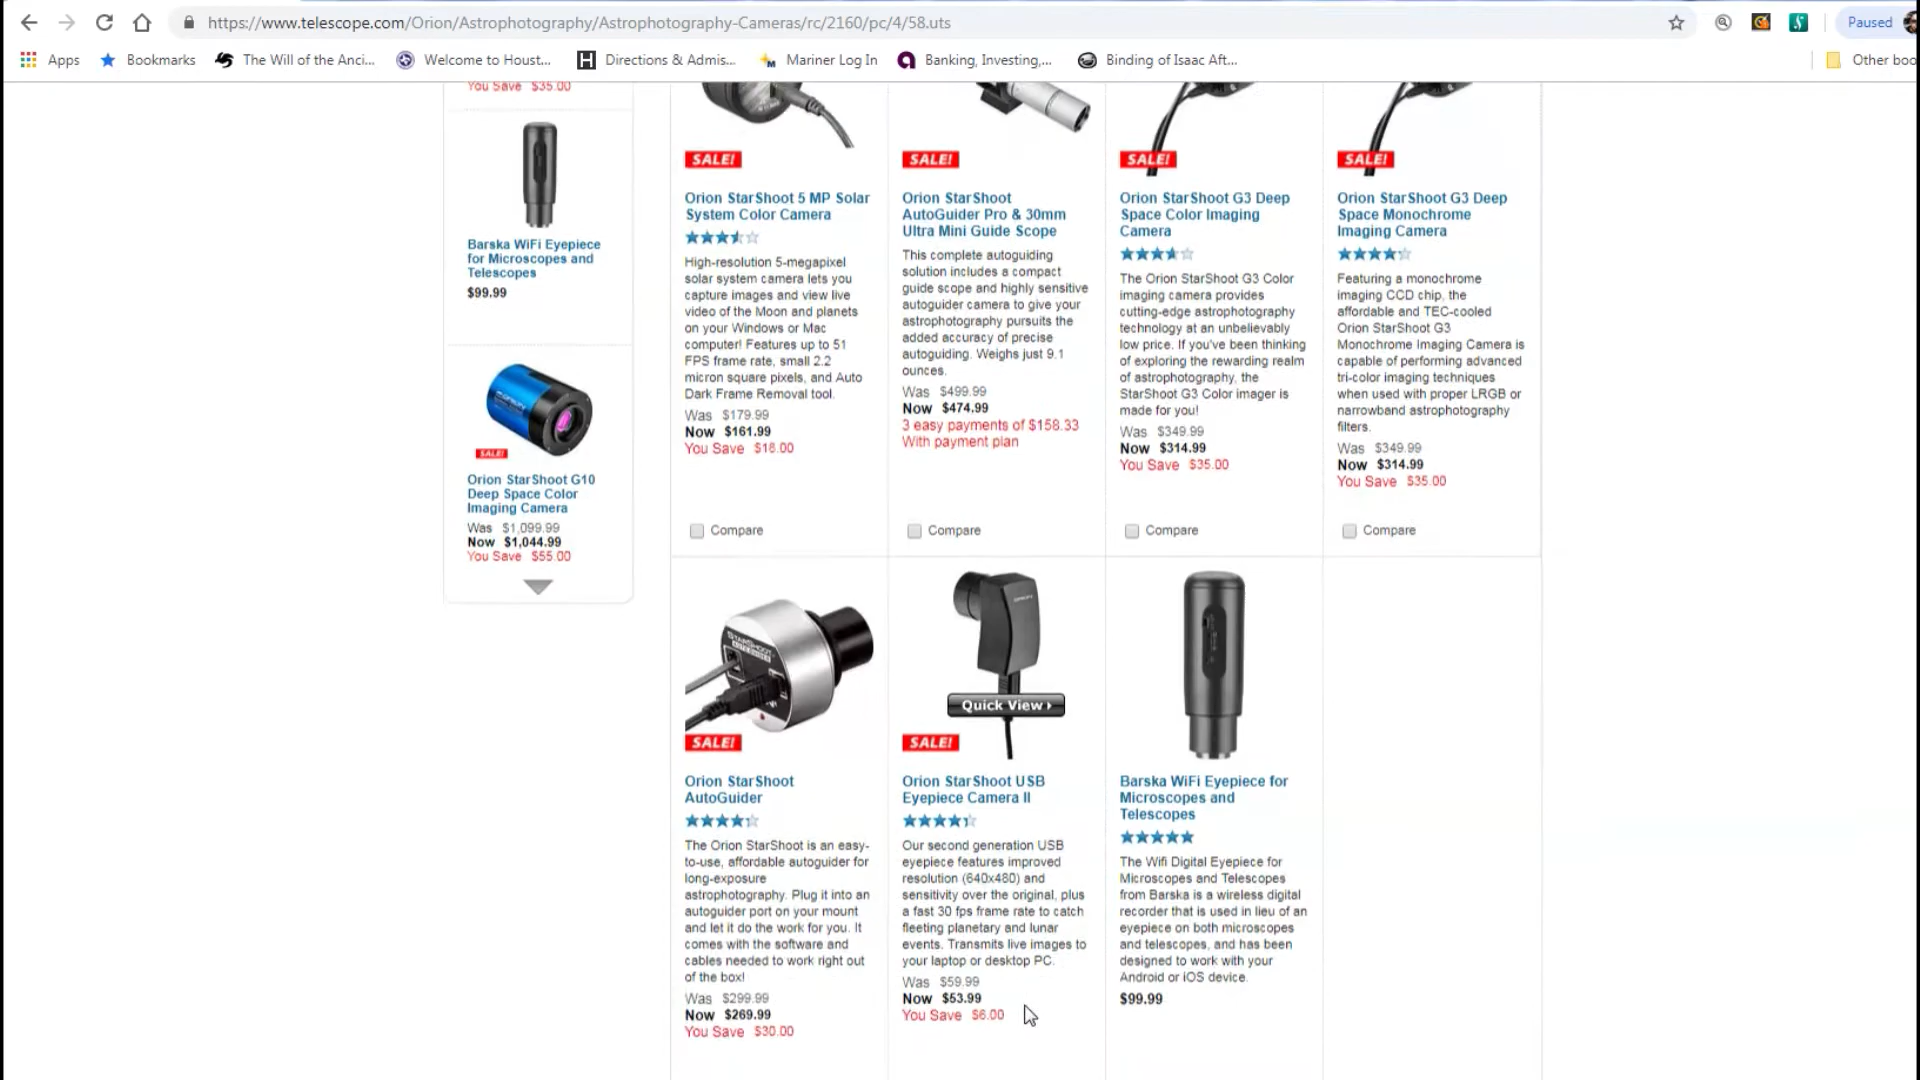 https://www.telescope.com/Orion/Astrophotography/Astrophotography-Cameras/rc/2160/pc/4/58.uts
Paused
Apps
Bookmarks
The Will of the Anci...
Welcome to Houst...
Directions & Admis...
Mariner Log In
Banking, Investing,...
Binding of Isaac Aft...
Other boo
You Save $35.00
Barska WiFi Eyepiece
for Microscopes and
Telescopes
$99.99
SALE!
Orion StarShoot G10
Deep Space Color
Imaging Camera
Was $1,099.99
Now $1,044.99
You Save $55.00
SALE!
Orion StarShoot 5 MP Solar
System Color Camera
High-resolution 5-megapixel
solar system camera lets you
capture images and view live
video of the Moon and planets
on your Windows or Mac
computer! Features up to 51
FPS frame rate, small 2.2
micron square pixels, and Auto
Dark Frame Removal tool.
Was $179.99
Now $161.99
You Save $18.00
Compare
SALE!
Orion StarShoot
AutoGuider Pro & 30mm
Ultra Mini Guide Scope
This complete autoguiding
solution includes a compact
guide scope and highly sensitive
autoguider camera to give your
astrophotography pursuits the
added accuracy of precise
autoguiding. Weighs just 9.1
ounces.
Was $499.99
Now $474.99
3 easy payments of $158.33
With payment plan
Compare
SALE!
Orion StarShoot G3 Deep
Space Color Imaging
Camera
The Orion StarShoot G3 Color
imaging camera provides
cutting-edge astrophotography
technology at an unbelievably
low price. If you've been thinking
of exploring the rewarding realm
of astrophotography, the
StarShoot G3 Color imager is
made for you!
Was $349.99
Now $314.99
You Save $35.00
Compare
SALE!
Orion StarShoot G3 Deep
Space Monochrome
Imaging Camera
Featuring a monochrome
imaging CCD chip, the
affordable and TEC-cooled
Orion StarShoot G3
Monochrome Imaging Camera is
capable of performing advanced
tri-color imaging techniques
when used with proper LRGB or
narrowband astrophotography
filters.
Was $349.99
Now $314.99
You Save $35.00
Compare
STARSHOOT
AUTOGUIDER
SALE!
Orion StarShoot
AutoGuider
The Orion StarShoot is an easy-
to-use, affordable autoguider for
long-exposure
astrophotography. Plug it into an
autoguider port on your mount
and let it do the work for you. It
comes with the software and
cables needed to work right out
of the box!
Was $299.99
Now $269.99
You Save $30.00
Quick View
SALE!
Orion StarShoot USB
Eyepiece Camera II
Our second generation USB
eyepiece features improved
resolution (640x480) and
sensitivity over the original, plus
a fast 30 fps frame rate to catch
fleeting planetary and lunar
events. Transmits live images to
your laptop or desktop PC.
Was $59.99
Now $53.99
You Save $6.00
Barska WiFi Eyepiece for
Microscopes and
Telescopes
The Wifi Digital Eyepiece for
Microscopes and Telescopes
from Barska is a wireless digital
recorder that is used in lieu of an
eyepiece on both microscopes
and telescopes, and has been
designed to work with your
Android or iOS device.
$99.99